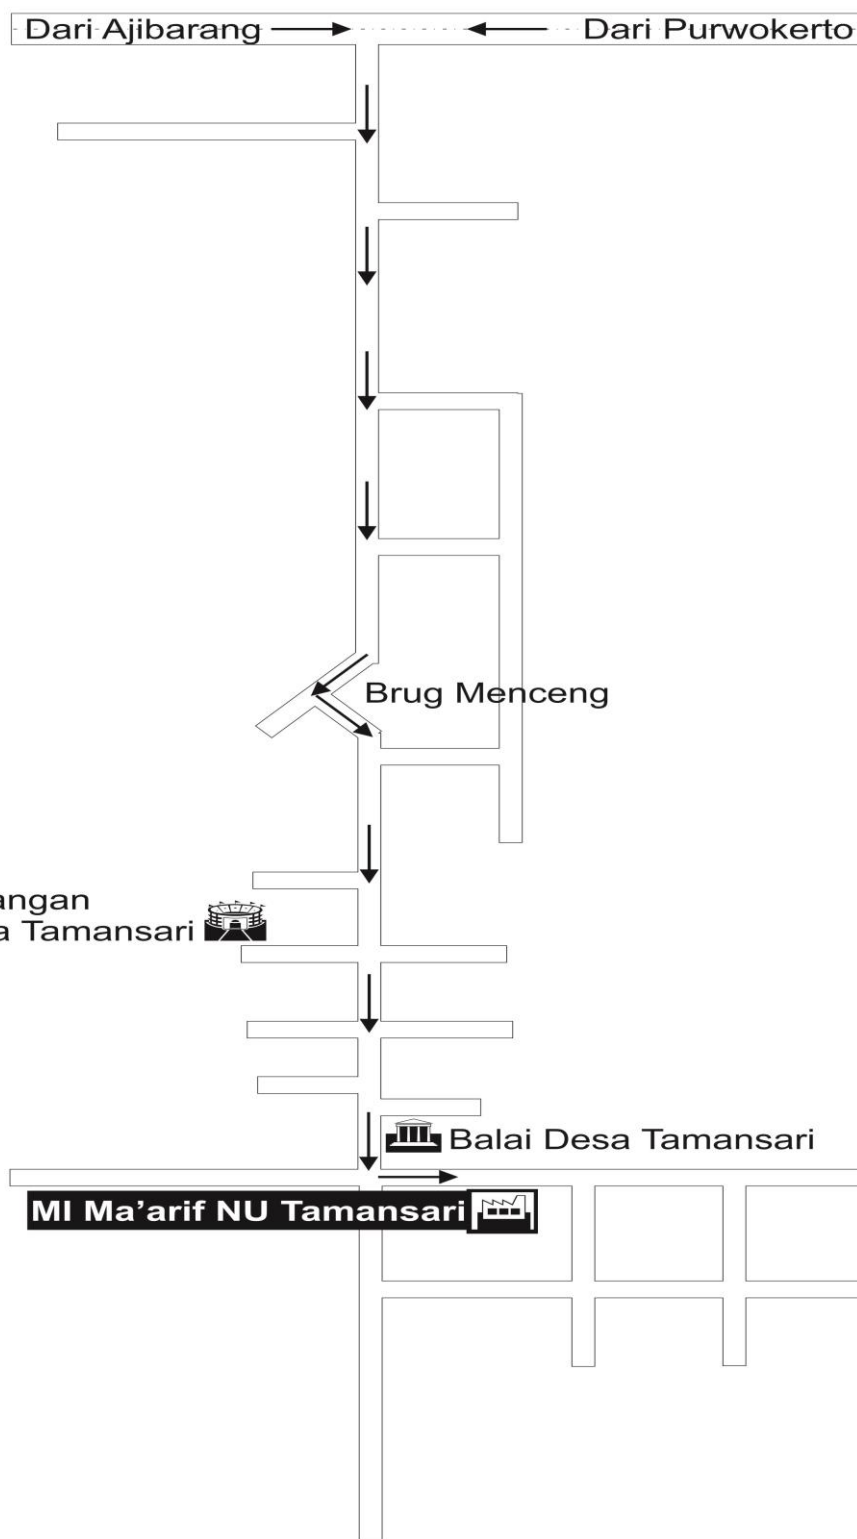 Dari Ajibarang
Dari Purwokerto
Brug Menceng
angan
a Tamansari
Balai Desa Tamansari
MI Ma'arif NU Tamansari